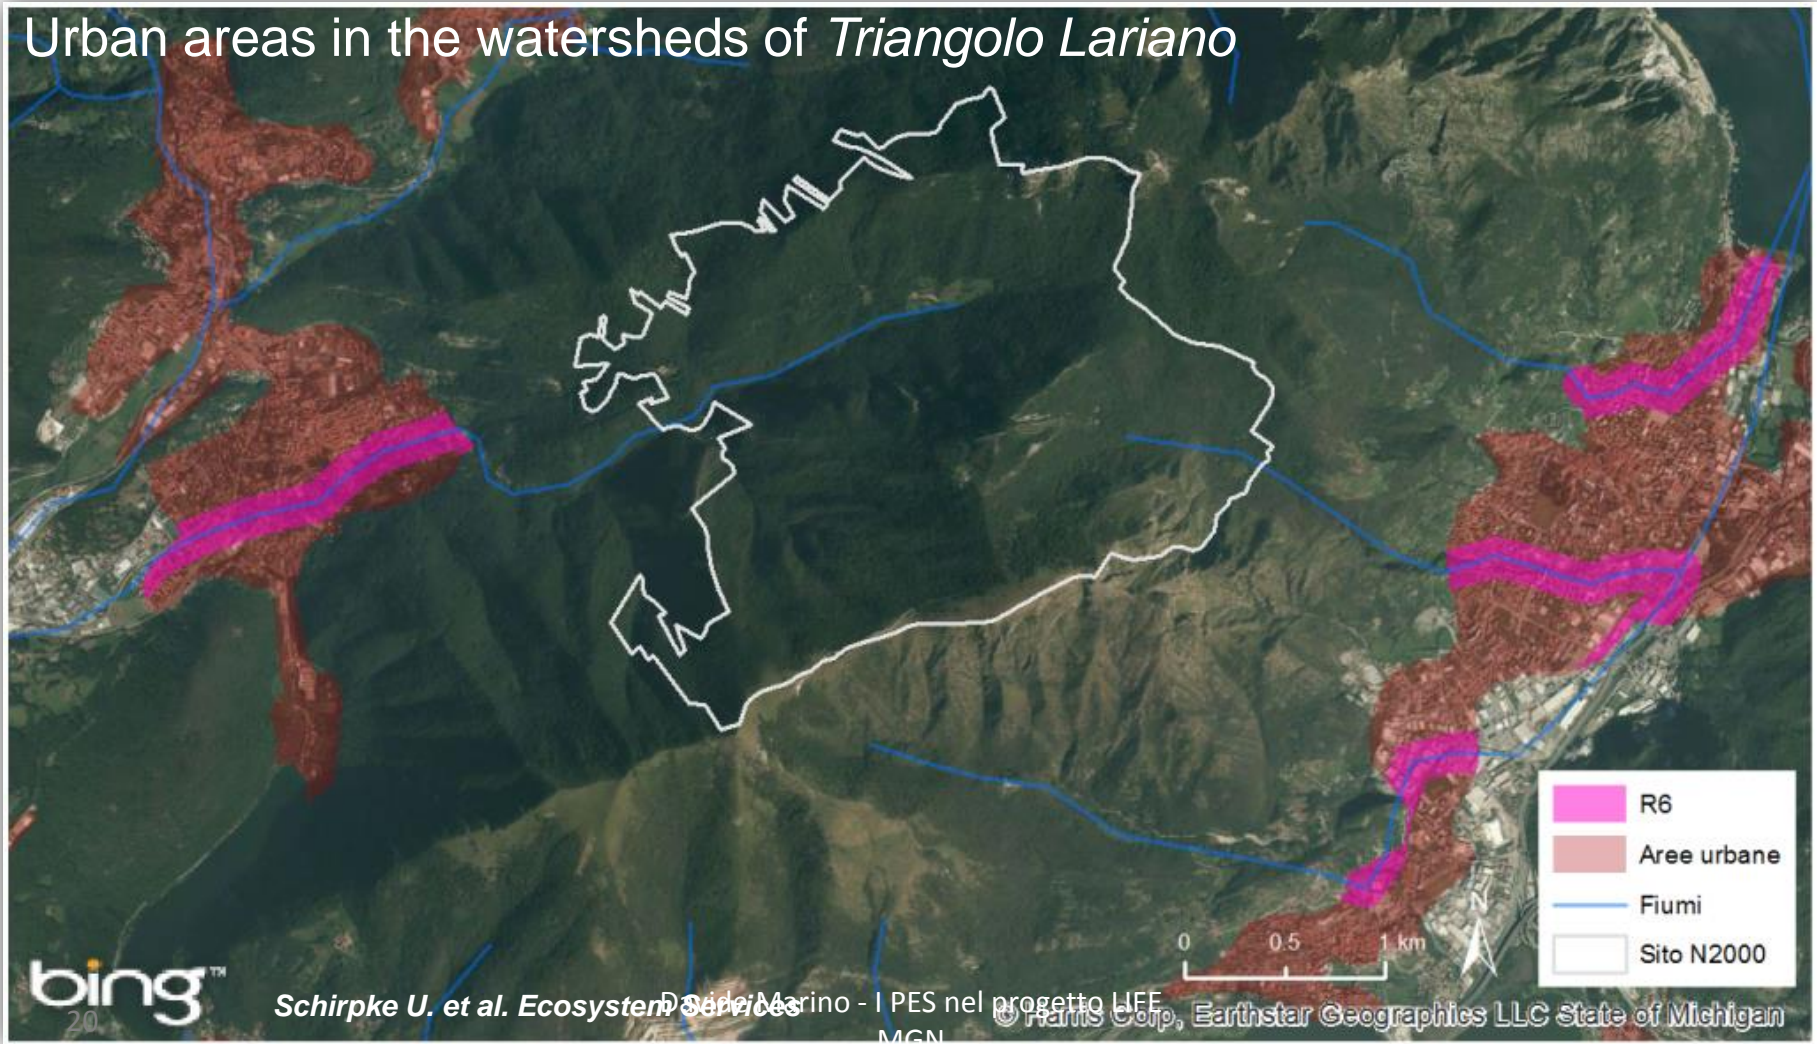 Urban areas in the watersheds of Triangolo Lariano
R6
Aree urbane
Fiumi
Sito N2000
N
0 0.5 1 km
bing™
20
Schirpke U. et al. Ecosystem Services
Davide Marino - I PES nel progetto LIFE
MGN
© Harris Corp, Earthstar Geographics LLC State of Michigan